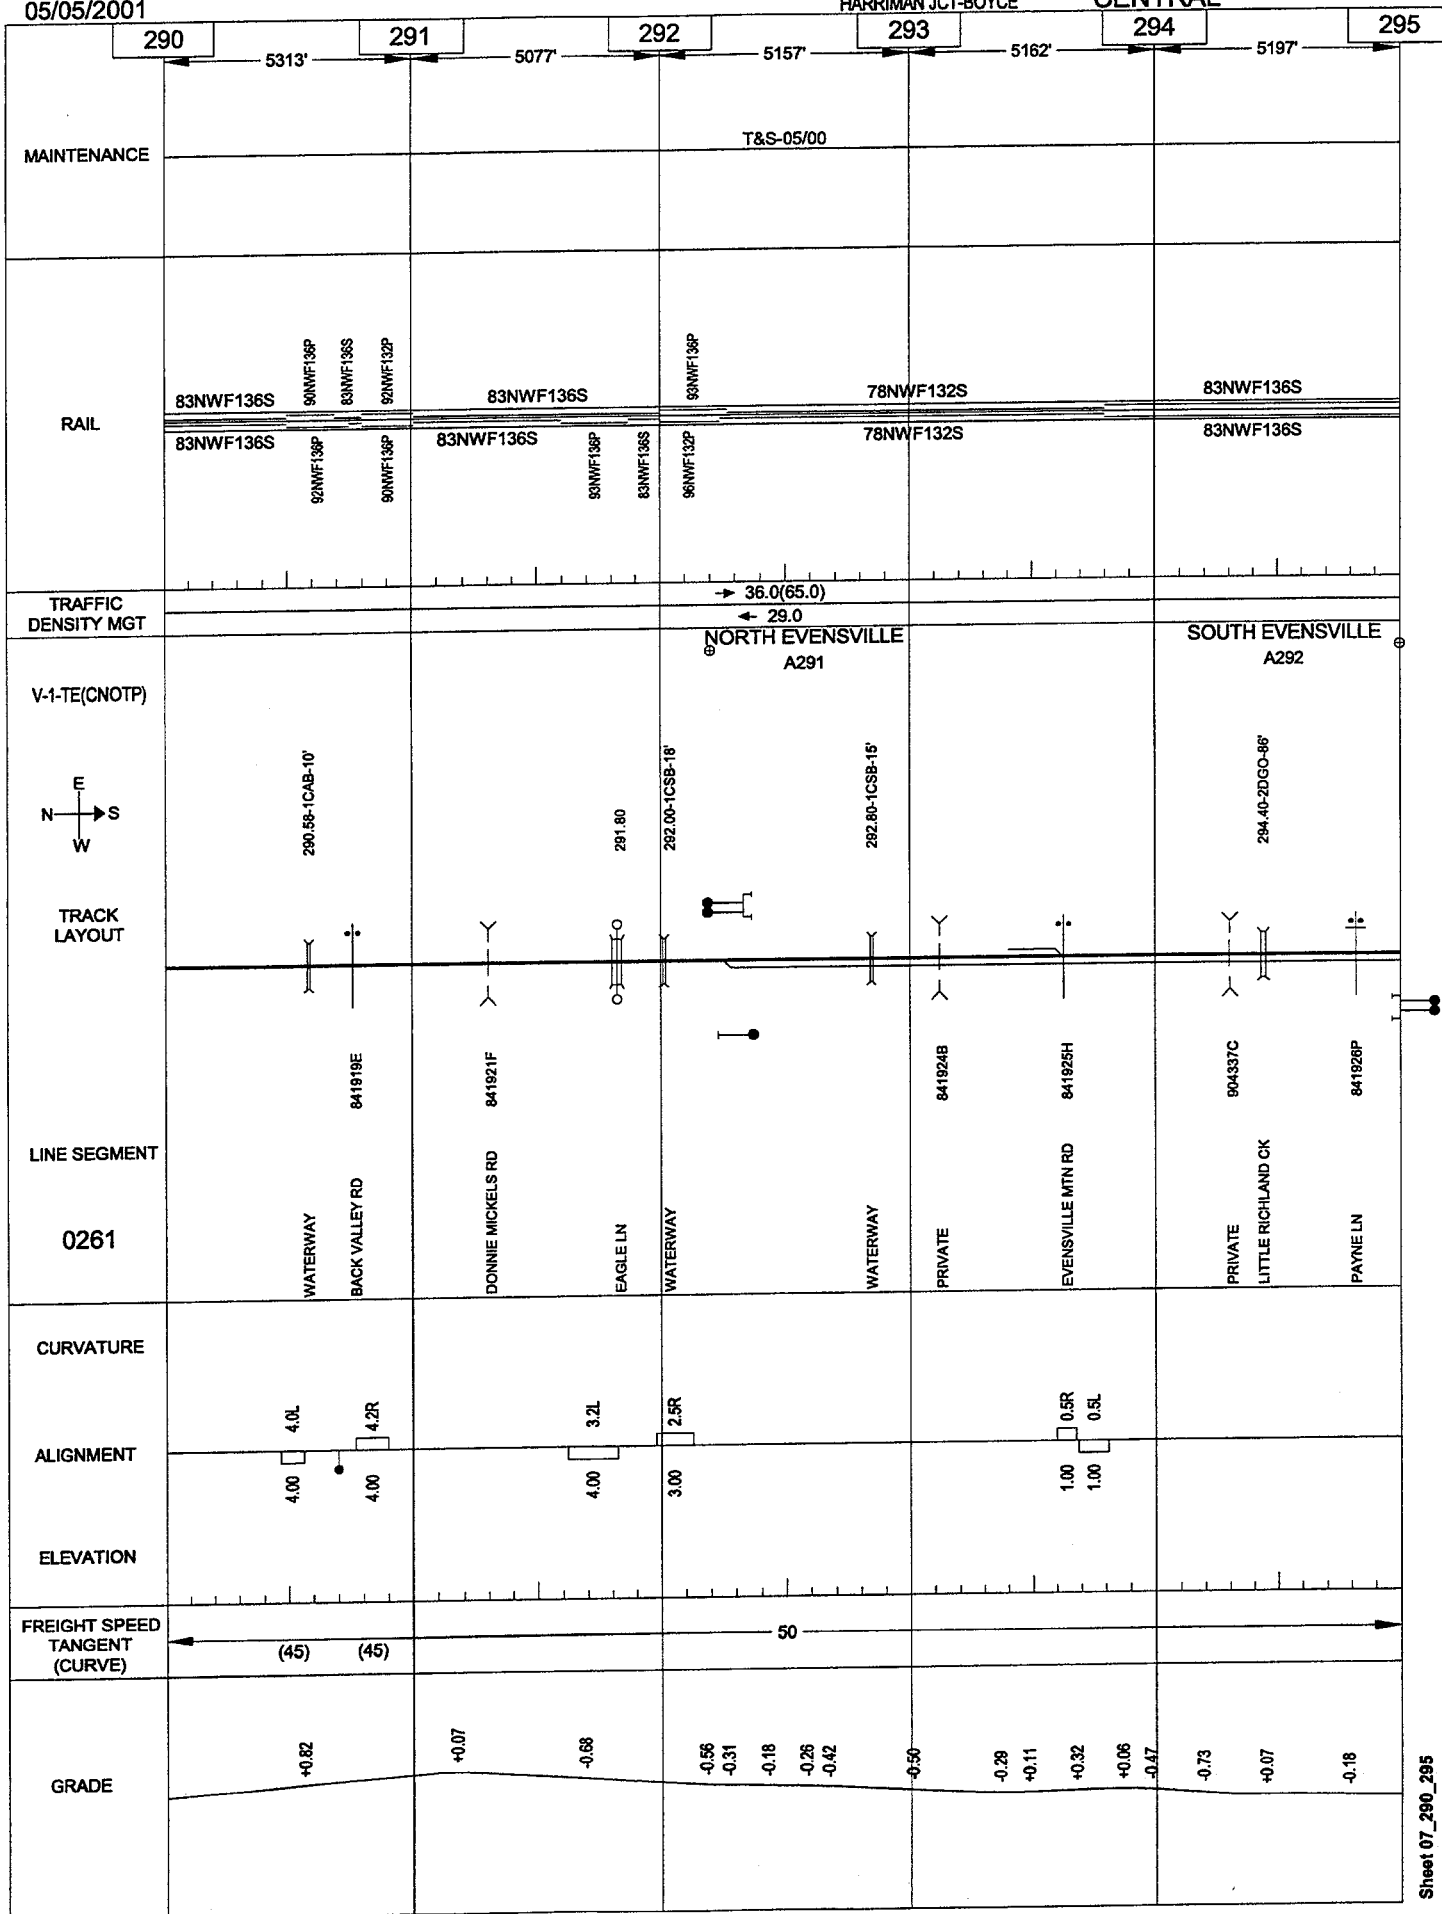 05/05/2001
HARRIMAN JCT-BOYCE CENTRAL
290 291 292 293 294 295
5313' 5077' 5157' 5162' 5197'
MAINTENANCE
T&S-05/00
RAIL
90NWF136P 83NWF136S 92NWF132P 93NWF136P
83NWF136S 83NWF136S 78NWF132S 83NWF136S
83NWF136S 83NWF136S 78NWF132S 83NWF136S
92NWF136P 90NWF136P 93NWF136P 83NWF136S 96NWF132P
TRAFFIC
DENSITY MGT
→ 36.0(65.0)
← 29.0
NORTH EVENSVILLE
A291
SOUTH EVENSVILLE
A292
V-1-TE(CNOTP)
E
N S
W
290.58-1CAB-10'
291.80
292.00-1CSB-18'
292.80-1CSB-15'
294.40-2DGO-86'
TRACK
LAYOUT
841919E
841921F
841924B
841925H
904337C
841926P
LINE SEGMENT
0261
WATERWAY
BACK VALLEY RD
DONNIE MICKELS RD
EAGLE LN
WATERWAY
WATERWAY
PRIVATE
EVENSVILLE MTN RD
PRIVATE
LITTLE RICHLAND CK
PAYNE LN
CURVATURE
4.0L 4.2R 3.2L 2.5R 0.5R 0.5L
ALIGNMENT
4.00 4.00 4.00 3.00 1.00 1.00
ELEVATION
FREIGHT SPEED
TANGENT
(CURVE)
(45) (45) 50
GRADE
+0.82 +0.07 -0.68 -0.56 -0.31 -0.18 -0.26 -0.42 -0.50 -0.29 +0.11 +0.32 +0.06 -0.47 -0.73 +0.07 -0.18
Sheet 07_290_295